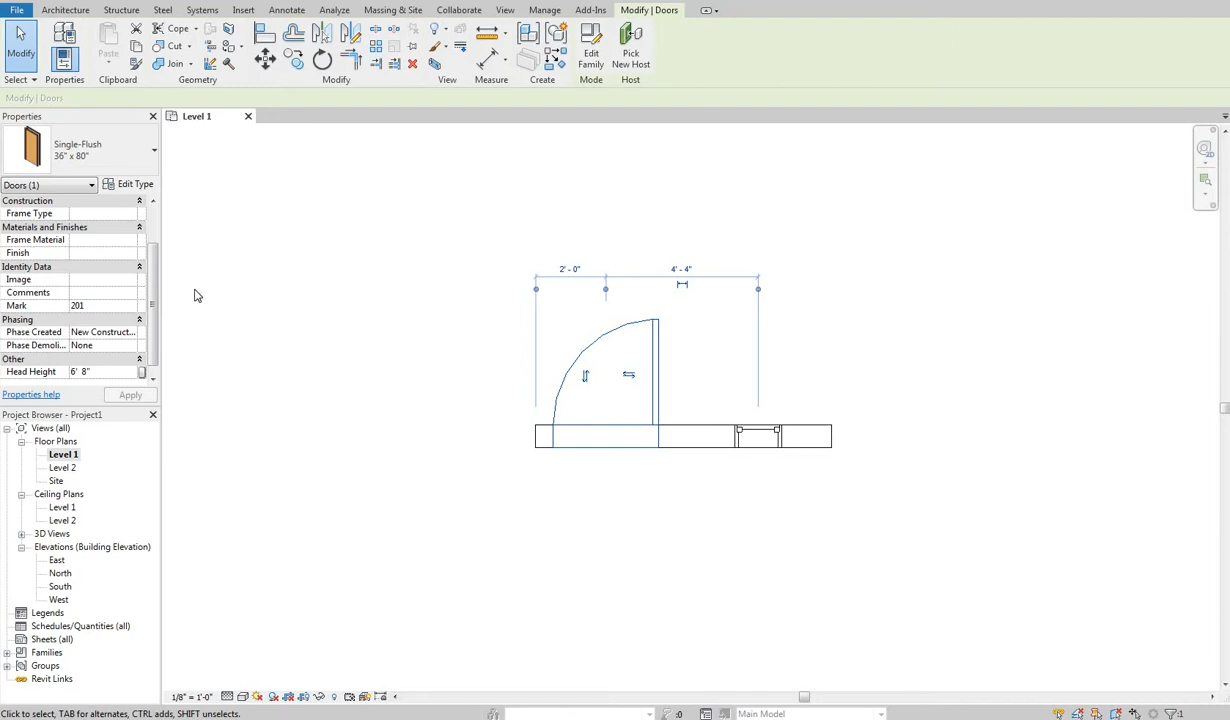 File Architecture Structure Steel Systems Insert Annotate Analyze Massing & Site Collaborate View Manage Add-Ins Modify | Doors
Modify Paste Cope Cut Join Edit Family Pick New Host
Select Properties Clipboard Geometry Modify View Measure Create Mode Host
Modify | Doors
Properties
Level 1
Single-Flush
36" x 80"
Doors (1) Edit Type
Construction
Frame Type
Materials and Finishes
Frame Material
Finish
Identity Data
Image
Comments
Mark 201
Phasing
Phase Created New Construct...
Phase Demoli... None
Other
Head Height 6' 8"
Properties help Apply
2' - 0" 4' - 4"
2D
Project Browser - Project1
Views (all)
Floor Plans
Level 1
Level 2
Site
Ceiling Plans
Level 1
Level 2
3D Views
Elevations (Building Elevation)
East
North
South
West
Legends
Schedules/Quantities (all)
Sheets (all)
Families
Groups
Revit Links
1/8" = 1'-0"
Click to select, TAB for alternates, CTRL adds, SHIFT unselects. :0 Main Model :1